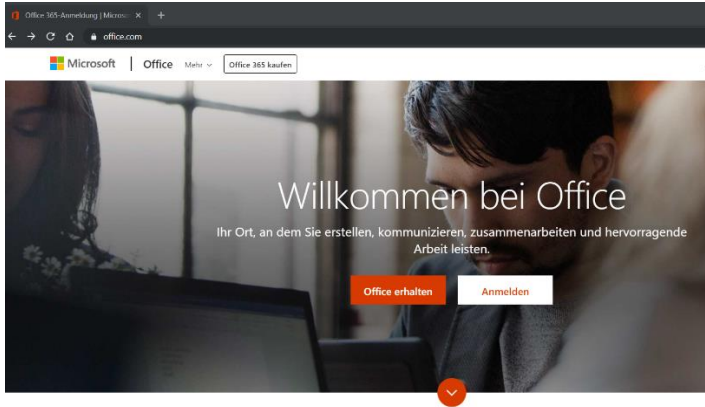 Office 365-Anmeldung | Microso
office.com
Microsoft | Office Mehr Office 365 kaufen
Willkommen bei Office
Ihr Ort, an dem Sie erstellen, kommunizieren, zusammenarbeiten und hervorragende
Arbeit leisten.
Office erhalten Anmelden